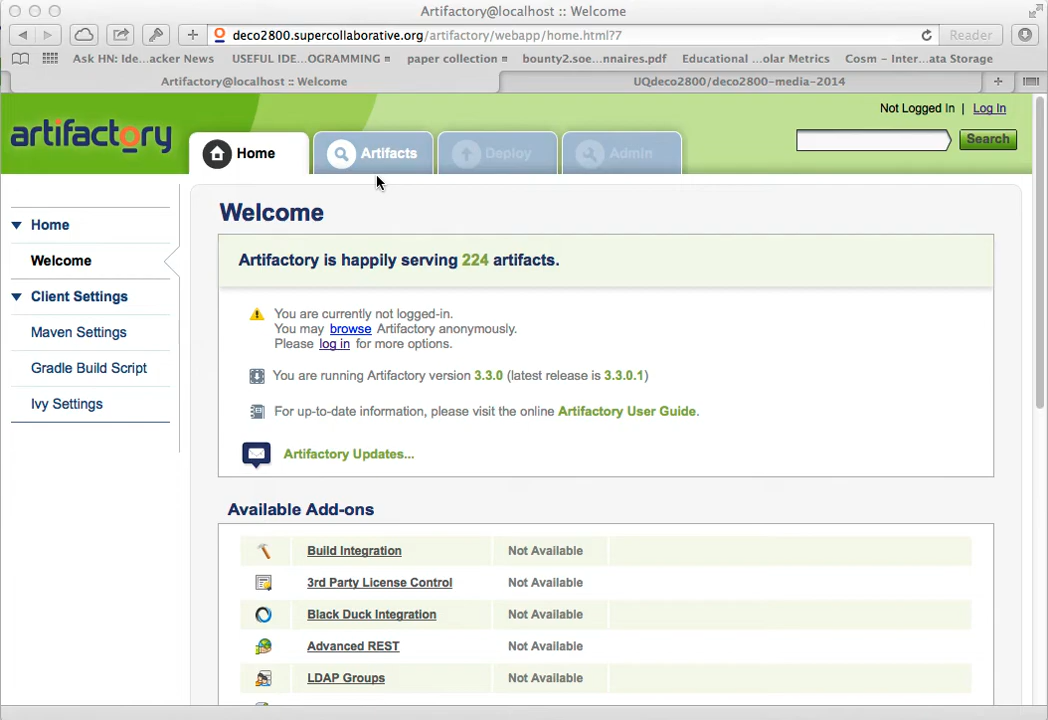 Artifactory@localhost :: Welcome
deco2800.supercollaborative.org/artifactory/webapp/home.html?7
Reader
Ask HN: Ide...acker News
USEFUL IDE...OGRAMMING
paper collection
bounty2.soe...nnaires.pdf
Educational ...olar Metrics
Cosm - Inter...ata Storage
Artifactory@localhost :: Welcome
UQdeco2800/deco2800-media-2014
Not Logged In | Log In
artifactory
Home
Artifacts
Deploy
Admin
Search
Home
Welcome
Client Settings
Maven Settings
Gradle Build Script
Ivy Settings
Welcome
Artifactory is happily serving 224 artifacts.
You are currently not logged-in.
You may browse Artifactory anonymously.
Please log in for more options.
You are running Artifactory version 3.3.0 (latest release is 3.3.0.1)
For up-to-date information, please visit the online Artifactory User Guide.
Artifactory Updates...
Available Add-ons
Build Integration Not Available
3rd Party License Control Not Available
Black Duck Integration Not Available
Advanced REST Not Available
LDAP Groups Not Available